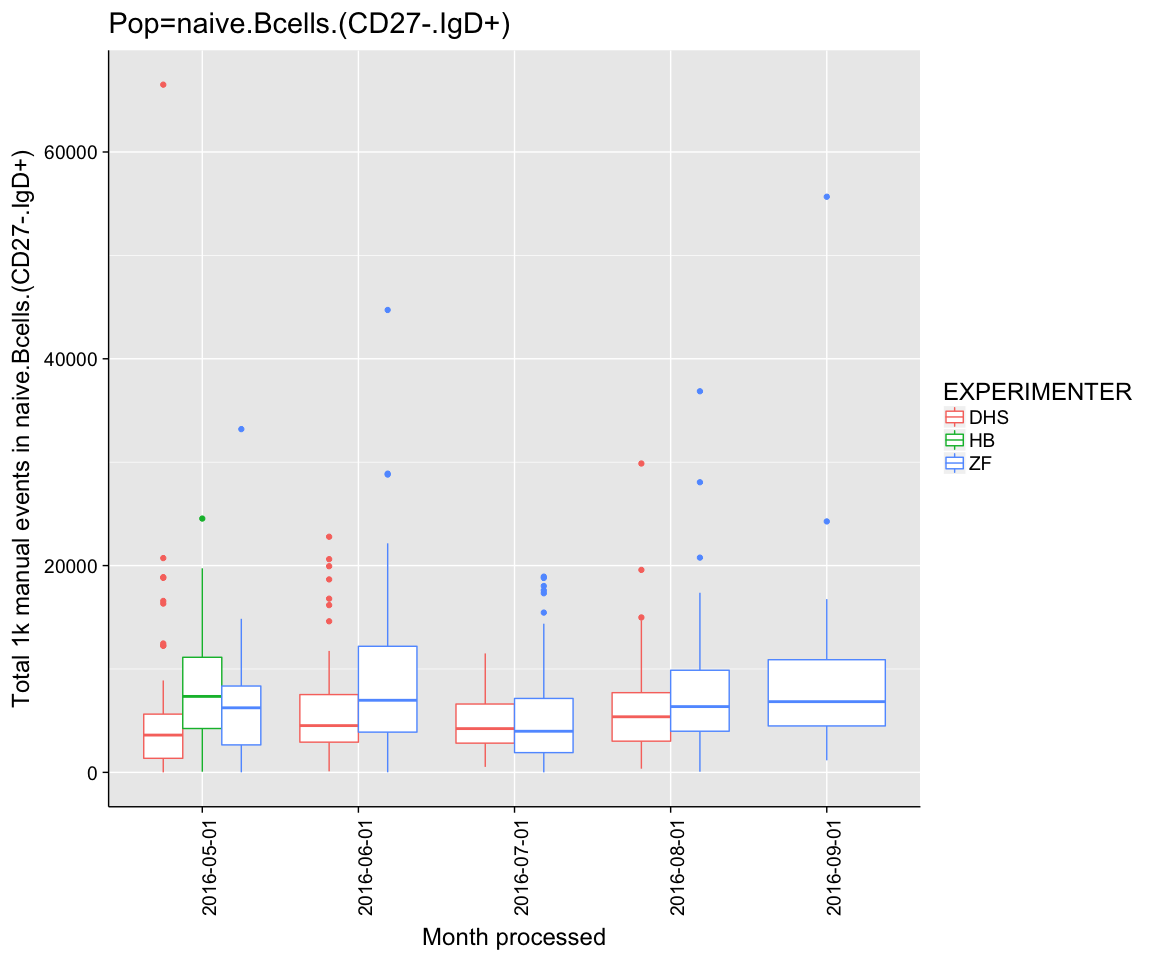 Pop=naive.Bcells.(CD27-.IgD+)
Total 1k manual events in naive.Bcells.(CD27-.IgD+)
60000
40000
20000
0
2016-05-01
2016-06-01
2016-07-01
2016-08-01
2016-09-01
Month processed
EXPERIMENTER
DHS
HB
ZF